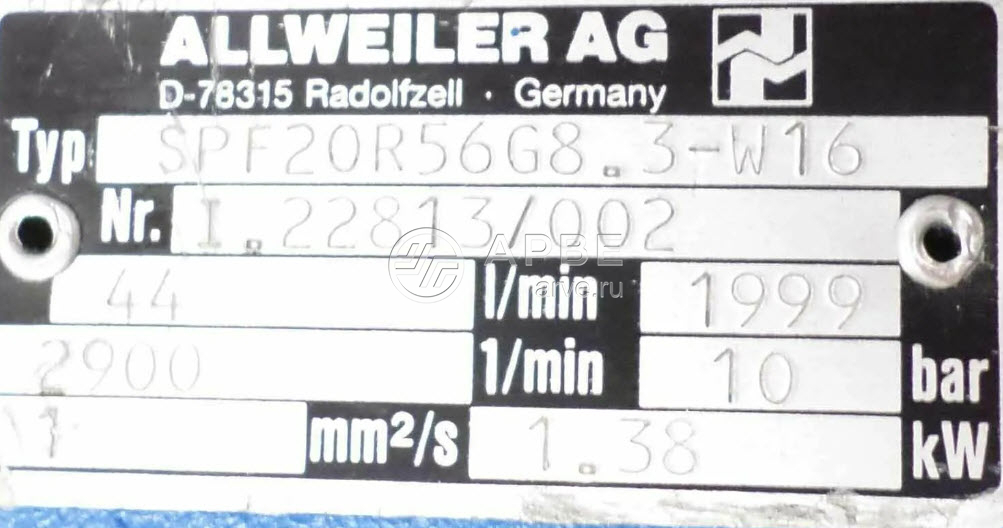 ALLWEILER AG
D-78315 Radolfzell · Germany
Typ SPF20R56G8.3-W16
Nr. I.22813/002
АРВЕ
arve.ru
44 l/min 1999
2900 1/min 10 bar
mm²/s 1.38 kW